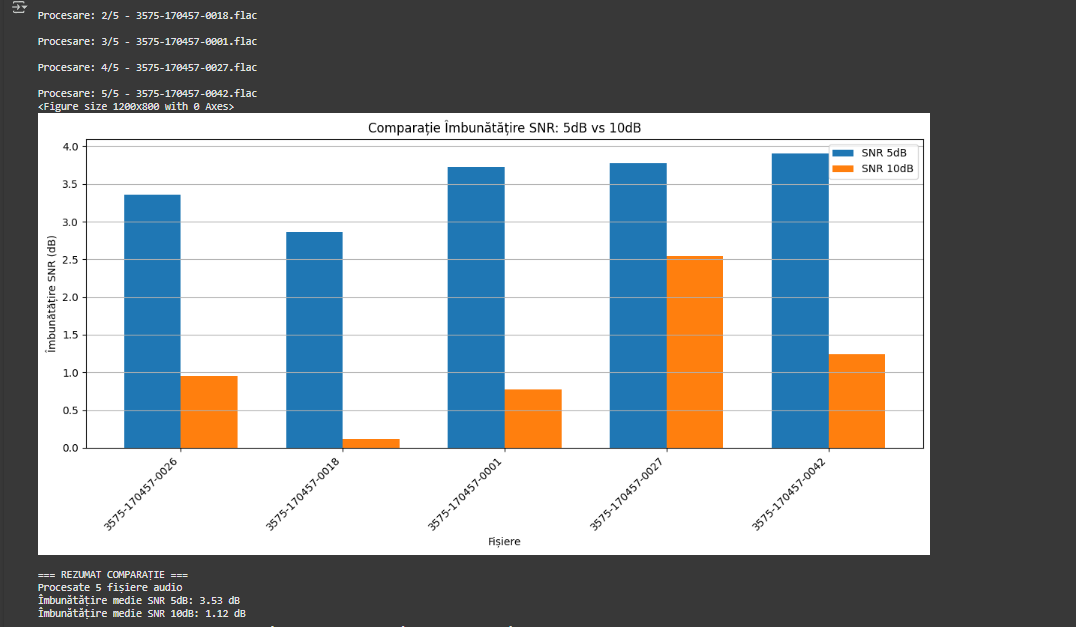 Procesare: 2/5 - 3575-170457-0018.flac
Procesare: 3/5 - 3575-170457-0001.flac
Procesare: 4/5 - 3575-170457-0027.flac
Procesare: 5/5 - 3575-170457-0042.flac
<Figure size 1200x800 with 0 Axes>
Comparație Îmbunătățire SNR: 5dB vs 10dB
SNR 5dB
SNR 10dB
Îmbunătățire SNR (dB)
4.0
3.5
3.0
2.5
2.0
1.5
1.0
0.5
0.0
3575-170457-0026
3575-170457-0018
3575-170457-0001
3575-170457-0027
3575-170457-0042
Fișiere
=== REZUMAT COMPARAȚIE ===
Procesate 5 fișiere audio
Îmbunătățire medie SNR 5dB: 3.53 dB
Îmbunătățire medie SNR 10dB: 1.12 dB